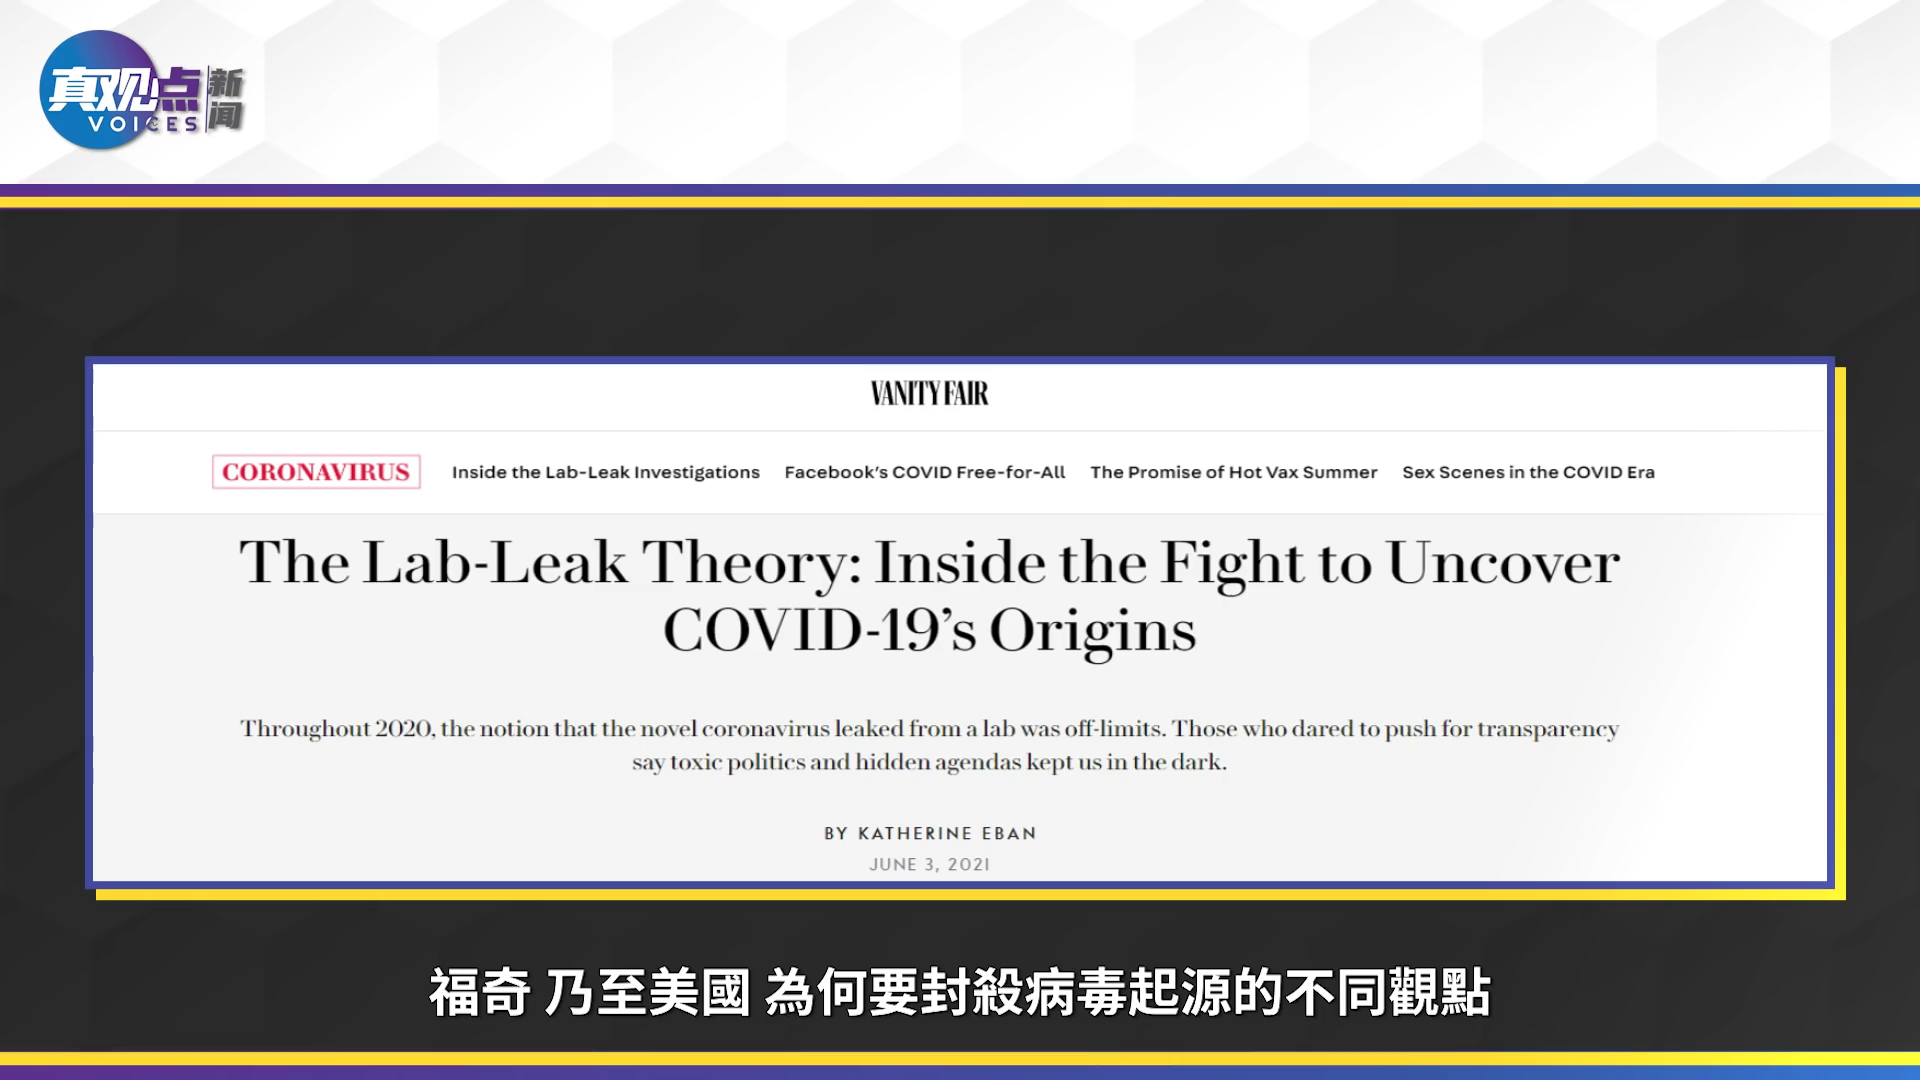 真观点
VOICES
新闻
VANITY FAIR
CORONAVIRUS Inside the Lab-Leak Investigations Facebook's COVID Free-for-All The Promise of Hot Vax Summer Sex Scenes in the COVID Era
The Lab-Leak Theory: Inside the Fight to Uncover
COVID-19’s Origins
Throughout 2020, the notion that the novel coronavirus leaked from a lab was off-limits. Those who dared to push for transparency
say toxic politics and hidden agendas kept us in the dark.
BY KATHERINE EBAN
JUNE 3, 2021
福奇 乃至美國 為何要封殺病毒起源的不同觀點